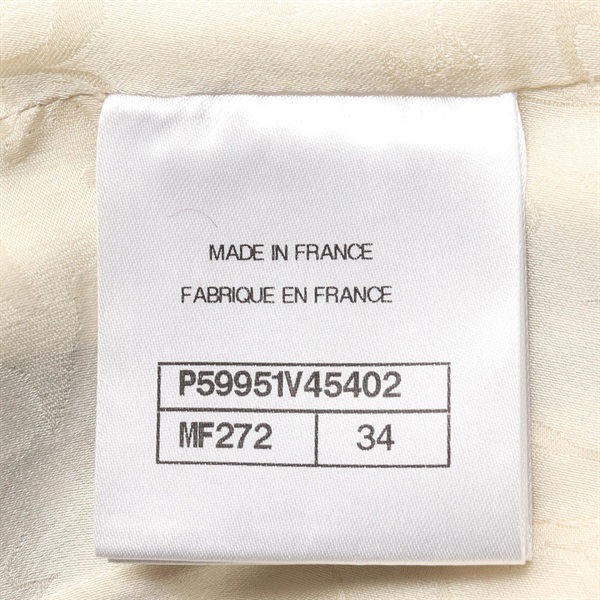 MADE IN FRANCE
FABRIQUE EN FRANCE
P59951V45402
MF272 34